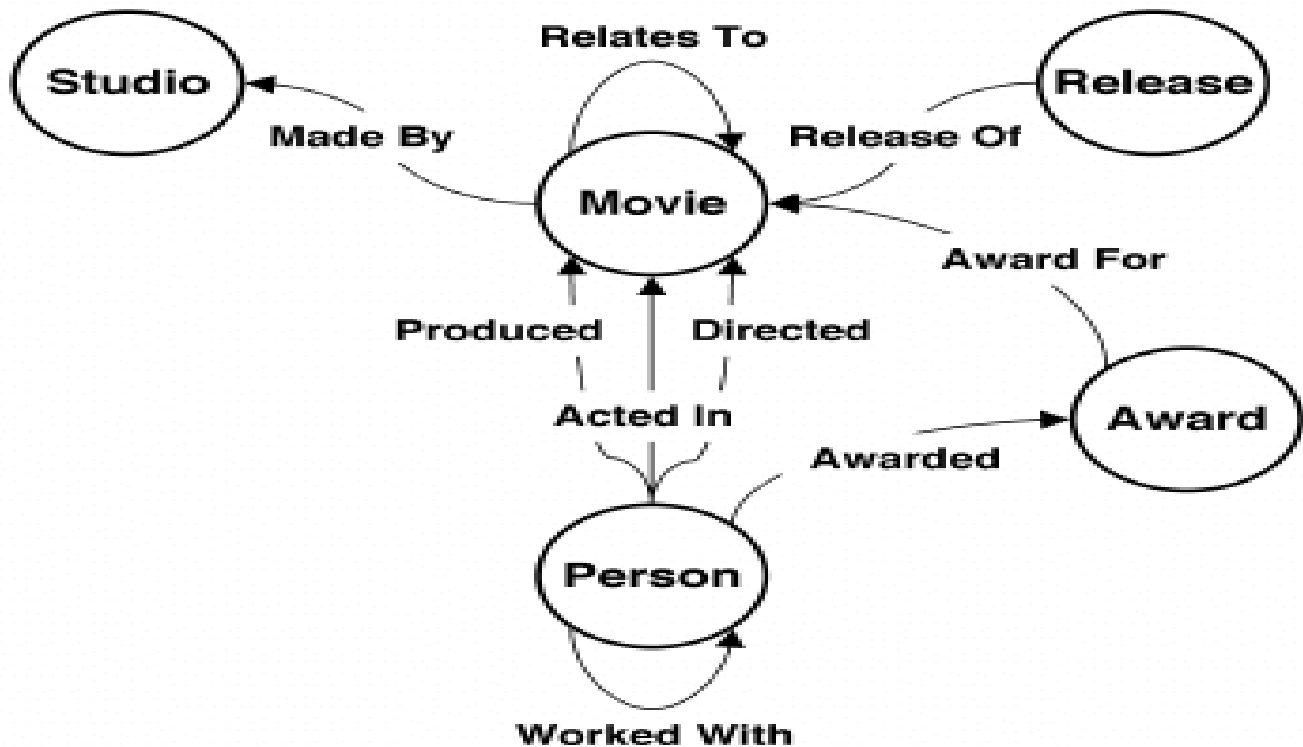 Relates To
Studio
Release
Made By
Release Of
Movie
Award For
Produced
Directed
Acted In
Award
Awarded
Person
Worked With